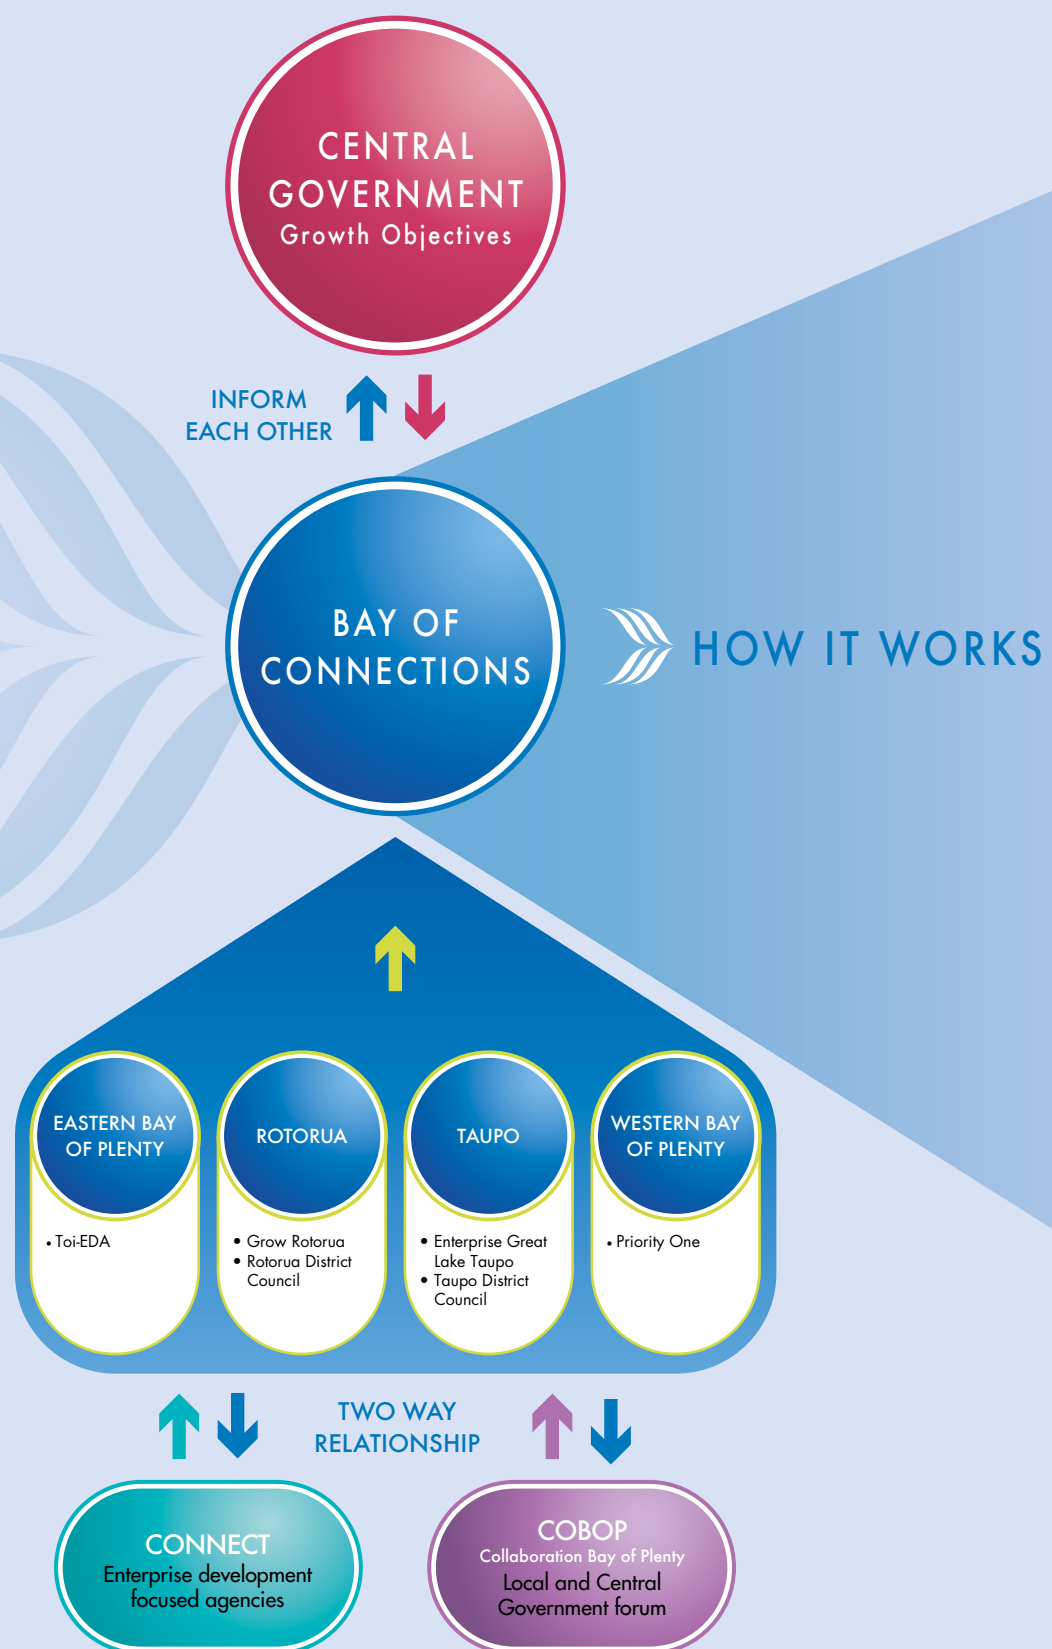 CENTRAL
GOVERNMENT
Growth Objectives
INFORM
EACH OTHER
BAY OF
CONNECTIONS
HOW IT WORKS
EASTERN BAY
OF PLENTY
• Toi-EDA
ROTORUA
• Grow Rotorua
• Rotorua District
Council
TAUPO
• Enterprise Great
Lake Taupo
• Taupo District
Council
WESTERN BAY
OF PLENTY
• Priority One
TWO WAY
RELATIONSHIP
CONNECT
Enterprise development
focused agencies
COBOP
Collaboration Bay of Plenty
Local and Central
Government forum